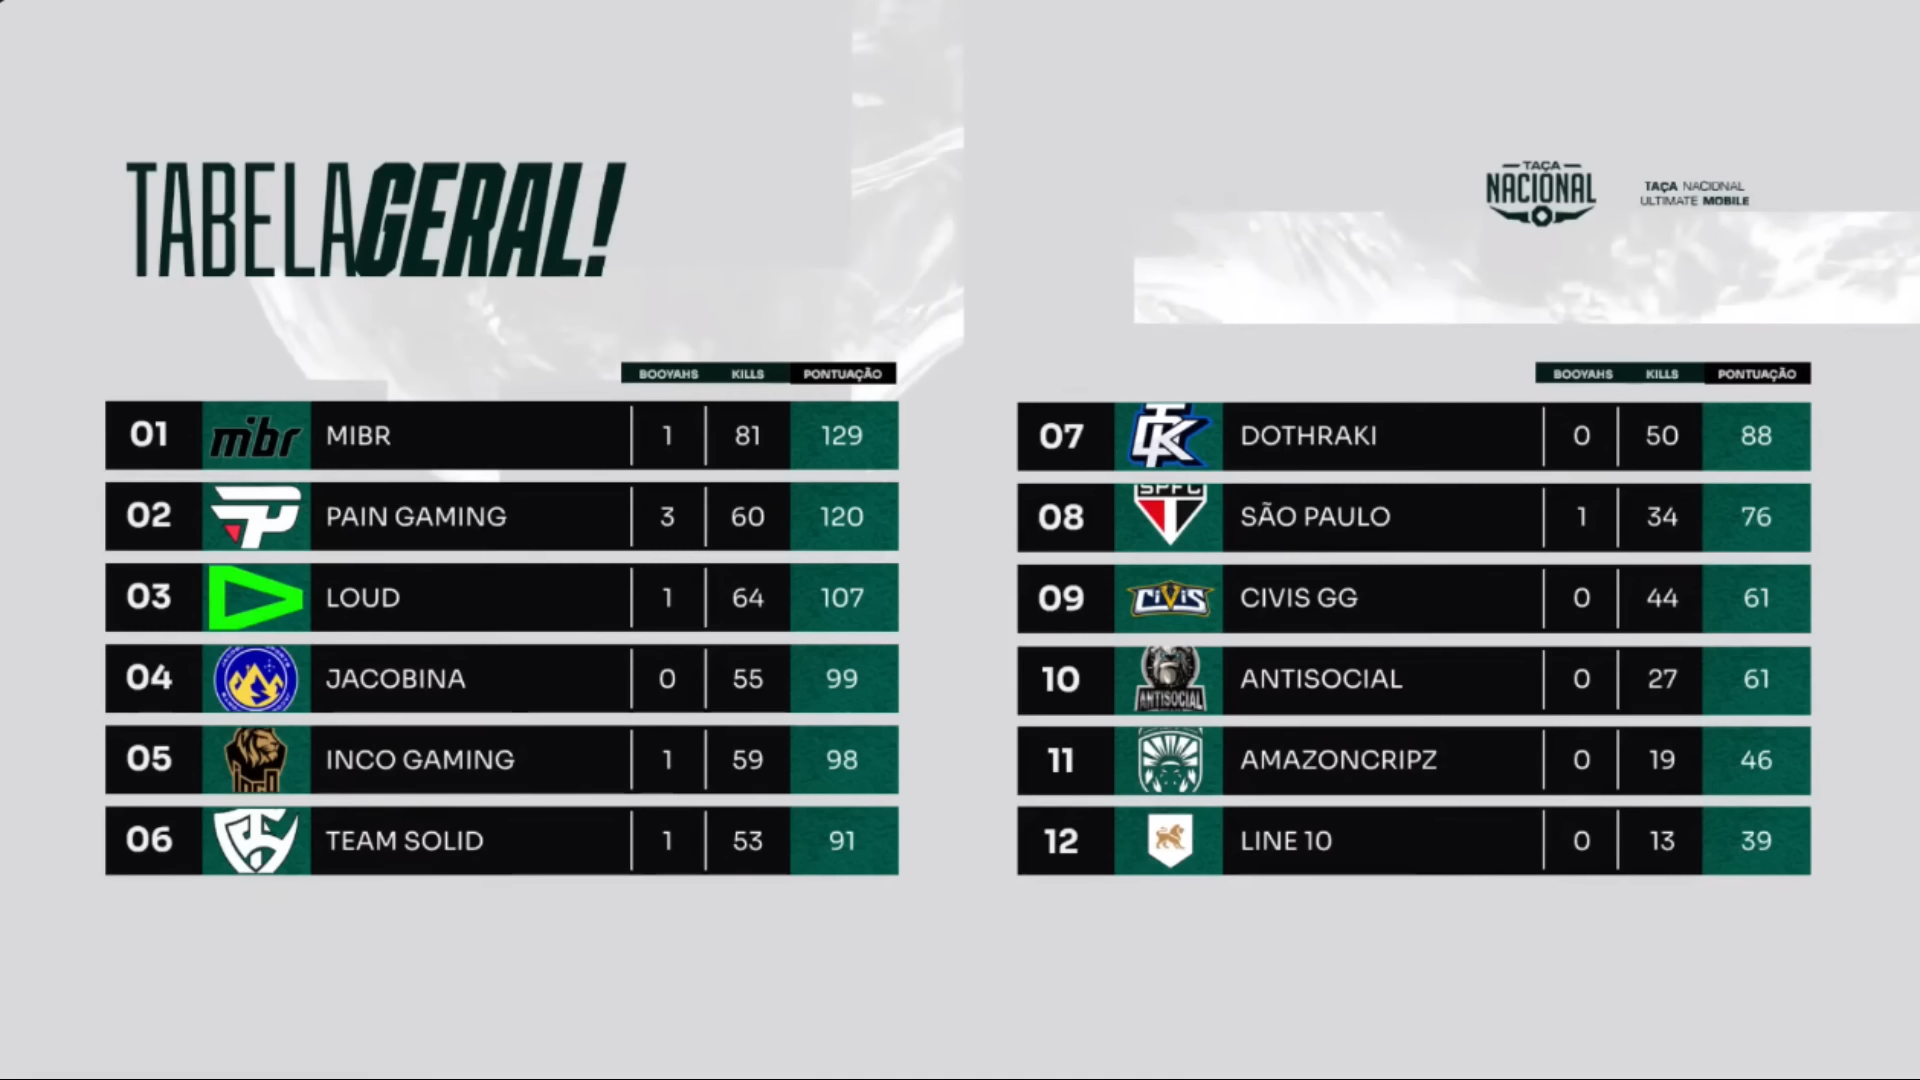 TABELAGERAL!
TAÇA
NACIONAL
TAÇA NACIONAL
ULTIMATE MOBILE
BOOYAHS KILLS PONTUAÇÃO
01 mibr MIBR 1 81 129
02 PAIN GAMING 3 60 120
03 LOUD 1 64 107
04 JACOBINA 0 55 99
05 INCO INCO GAMING 1 59 98
06 TEAM SOLID 1 53 91
BOOYAHS KILLS PONTUAÇÃO
07 DOTHRAKI 0 50 88
08 SPFC SÃO PAULO 1 34 76
09 CIVIS CIVIS GG 0 44 61
10 ANTISOCIAL ANTISOCIAL 0 27 61
11 AMAZONCRIPZ 0 19 46
12 LINE 10 0 13 39